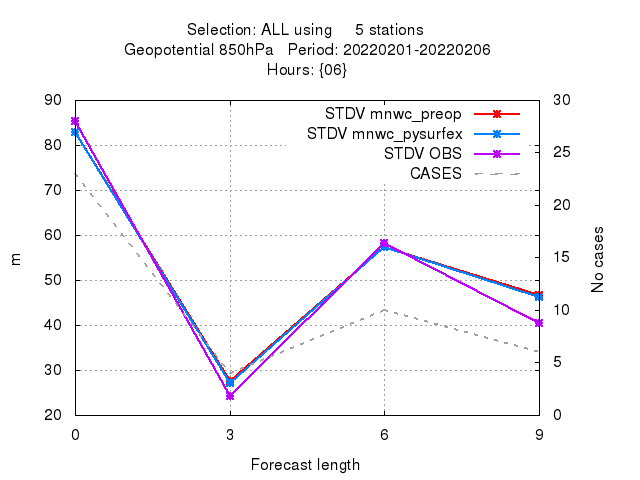 Selection: ALL using     5 stations
Geopotential 850hPa   Period: 20220201-20220206
Hours: {06}
90 30
STDV mnwc_preop
STDV mnwc_pysurfex
80 25
STDV OBS
CASES
70
20
60
m
15
50
No cases
40 10
30 5
20 0
0 3 6 9
Forecast length